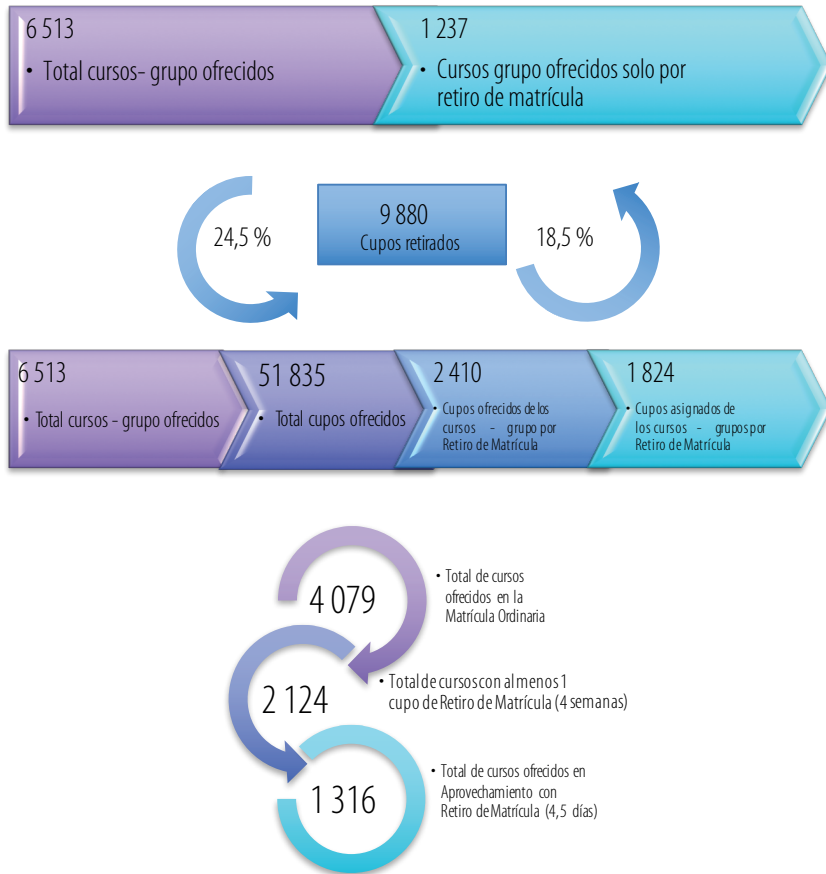 6 513
• Total cursos- grupo ofrecidos
1 237
• Cursos grupo ofrecidos solo por
retiro de matrícula
24,5 %
9 880
Cupos retirados
18,5 %
6 513
• Total cursos - grupo ofrecidos
51 835
• Total cupos ofrecidos
2 410
• Cupos ofrecidos de los
cursos - grupo por
Retiro de Matrícula
1 824
• Cupos asignados de
los cursos - grupos por
Retiro de Matrícula
4 079
• Total de cursos
ofrecidos en la
Matrícula Ordinaria
2 124
• Total de cursos con al menos 1
cupo de Retiro de Matrícula (4 semanas)
1 316
• Total de cursos ofrecidos en
Aprovechamiento con
Retiro de Matrícula (4,5 días)